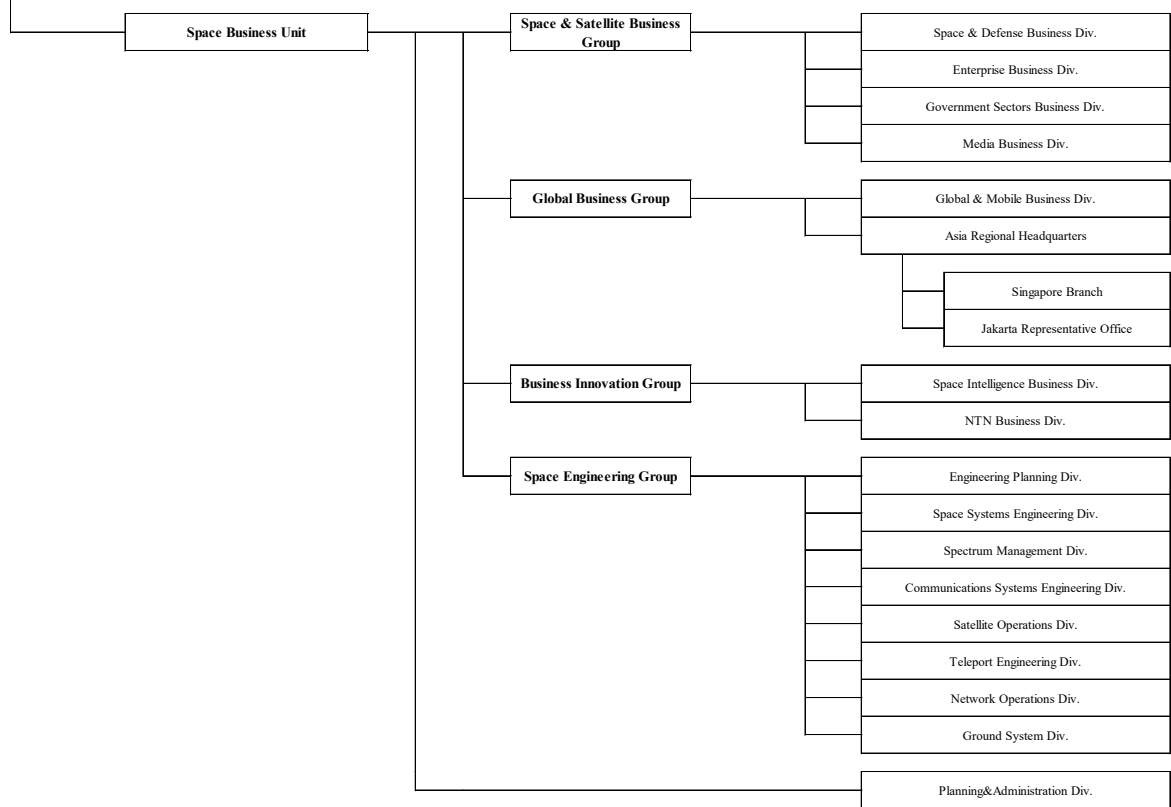 Space Business Unit
Space & Satellite Business
Group
Space & Defense Business Div.
Enterprise Business Div.
Government Sectors Business Div.
Media Business Div.
Global Business Group
Global & Mobile Business Div.
Asia Regional Headquarters
Singapore Branch
Jakarta Representative Office
Business Innovation Group
Space Intelligence Business Div.
NTN Business Div.
Space Engineering Group
Engineering Planning Div.
Space Systems Engineering Div.
Spectrum Management Div.
Communications Systems Engineering Div.
Satellite Operations Div.
Teleport Engineering Div.
Network Operations Div.
Ground System Div.
Planning&Administration Div.